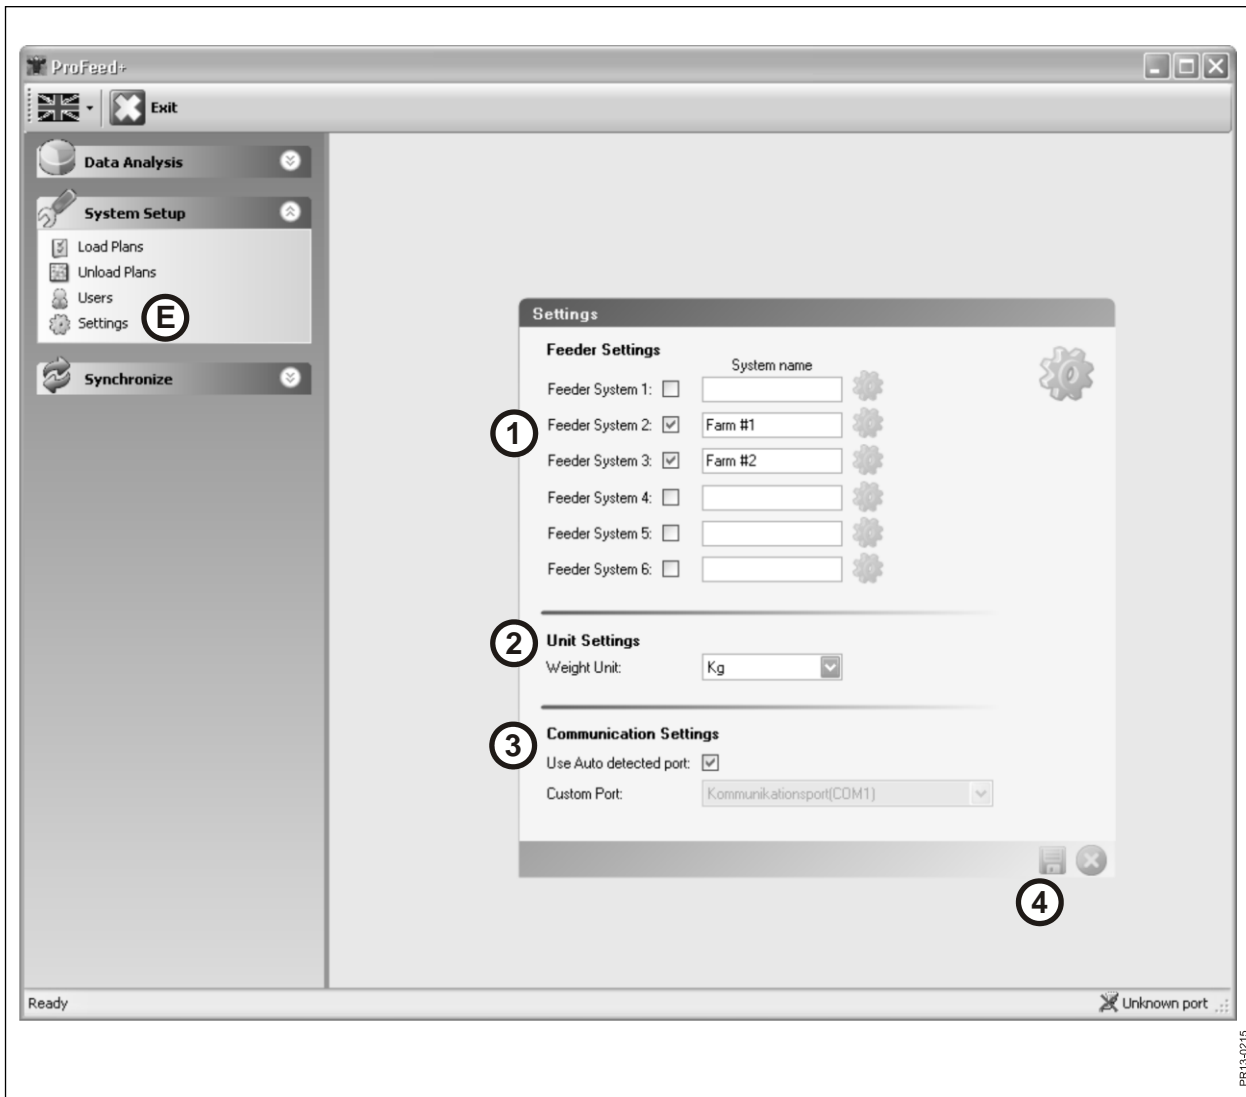 ProFeed+
Exit
Data Analysis
System Setup
Load Plans
Unload Plans
Users
Settings
E
Synchronize
Settings
Feeder Settings
System name
Feeder System 1:
1
Feeder System 2: Farm #1
Feeder System 3: Farm #2
Feeder System 4:
Feeder System 5:
Feeder System 6:
2
Unit Settings
Weight Unit: Kg
3
Communication Settings
Use Auto detected port:
Custom Port: Kommunikationsport(COM1)
4
Ready
Unknown port
PR13-0215